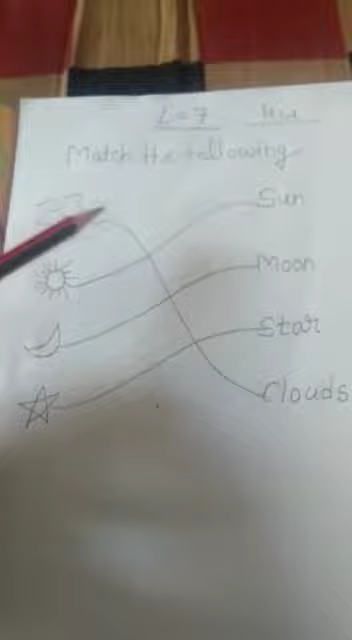 L-7 H.W
Match the following
Sun
Moon
Star
Clouds